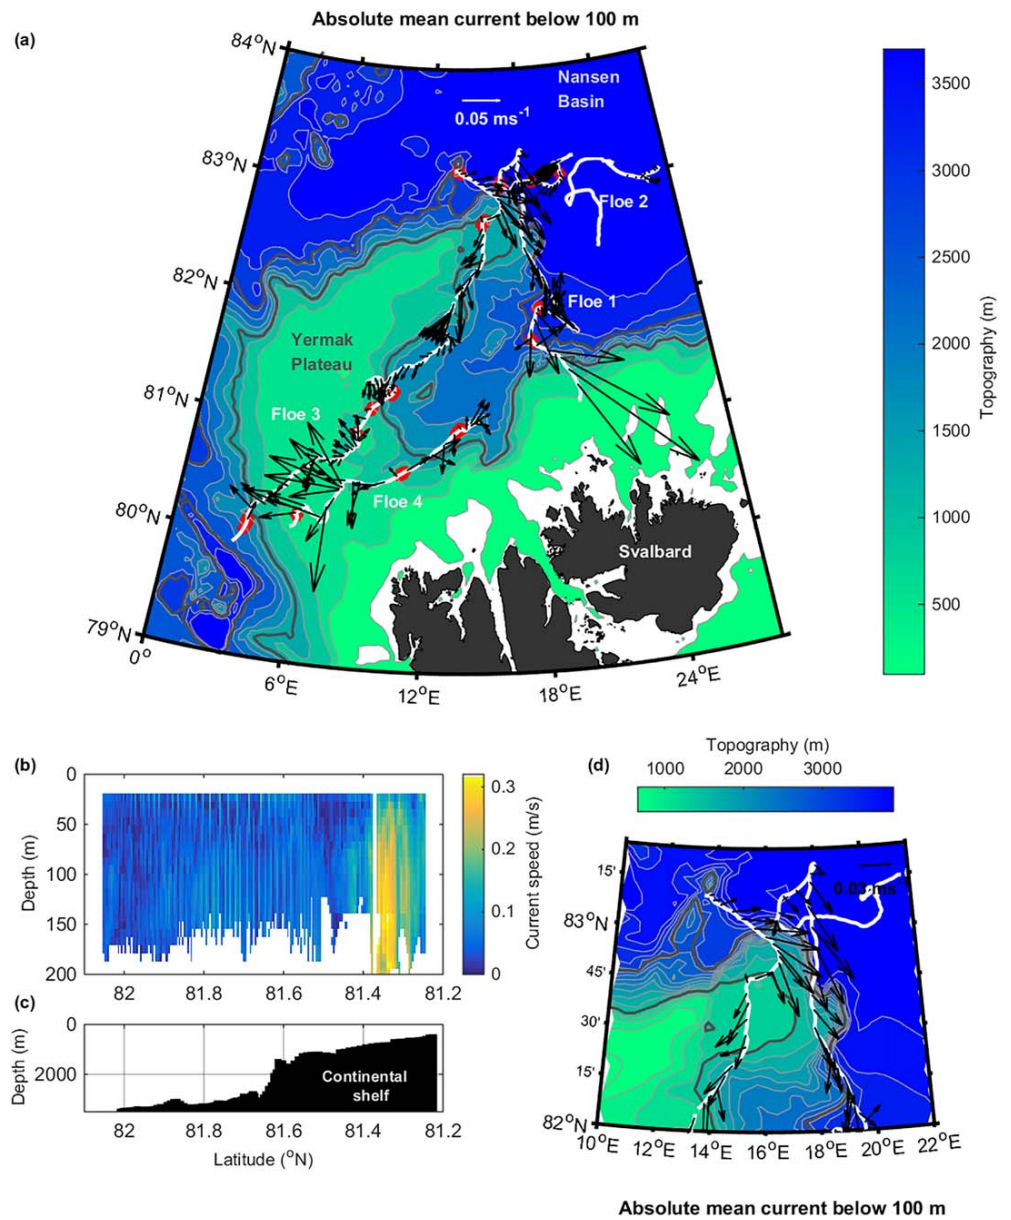 Absolute mean current below 100 m
(a)
84°N
83°N
82°N
81°N
80°N
79°N
0°
6°E
12°E
18°E
24°E
Nansen
Basin
0.05 ms-1
Floe 2
Floe 1
Yermak
Plateau
Floe 3
Floe 4
Svalbard
3500
3000
2500
2000
1500
1000
500
Topography (m)
(b)
0
50
100
150
200
Depth (m)
82
81.8
81.6
81.4
81.2
0.3
0.2
0.1
0
Current speed (m/s)
(c)
0
2000
Depth (m)
Continental
shelf
82
81.8
81.6
81.4
81.2
Latitude (°N)
(d)
Topography (m)
1000
2000
3000
0.03 ms
15'
83°N
45'
30'
15'
82°N
10°E
12°E
14°E
16°E
18°E
20°E
22°E
Absolute mean current below 100 m